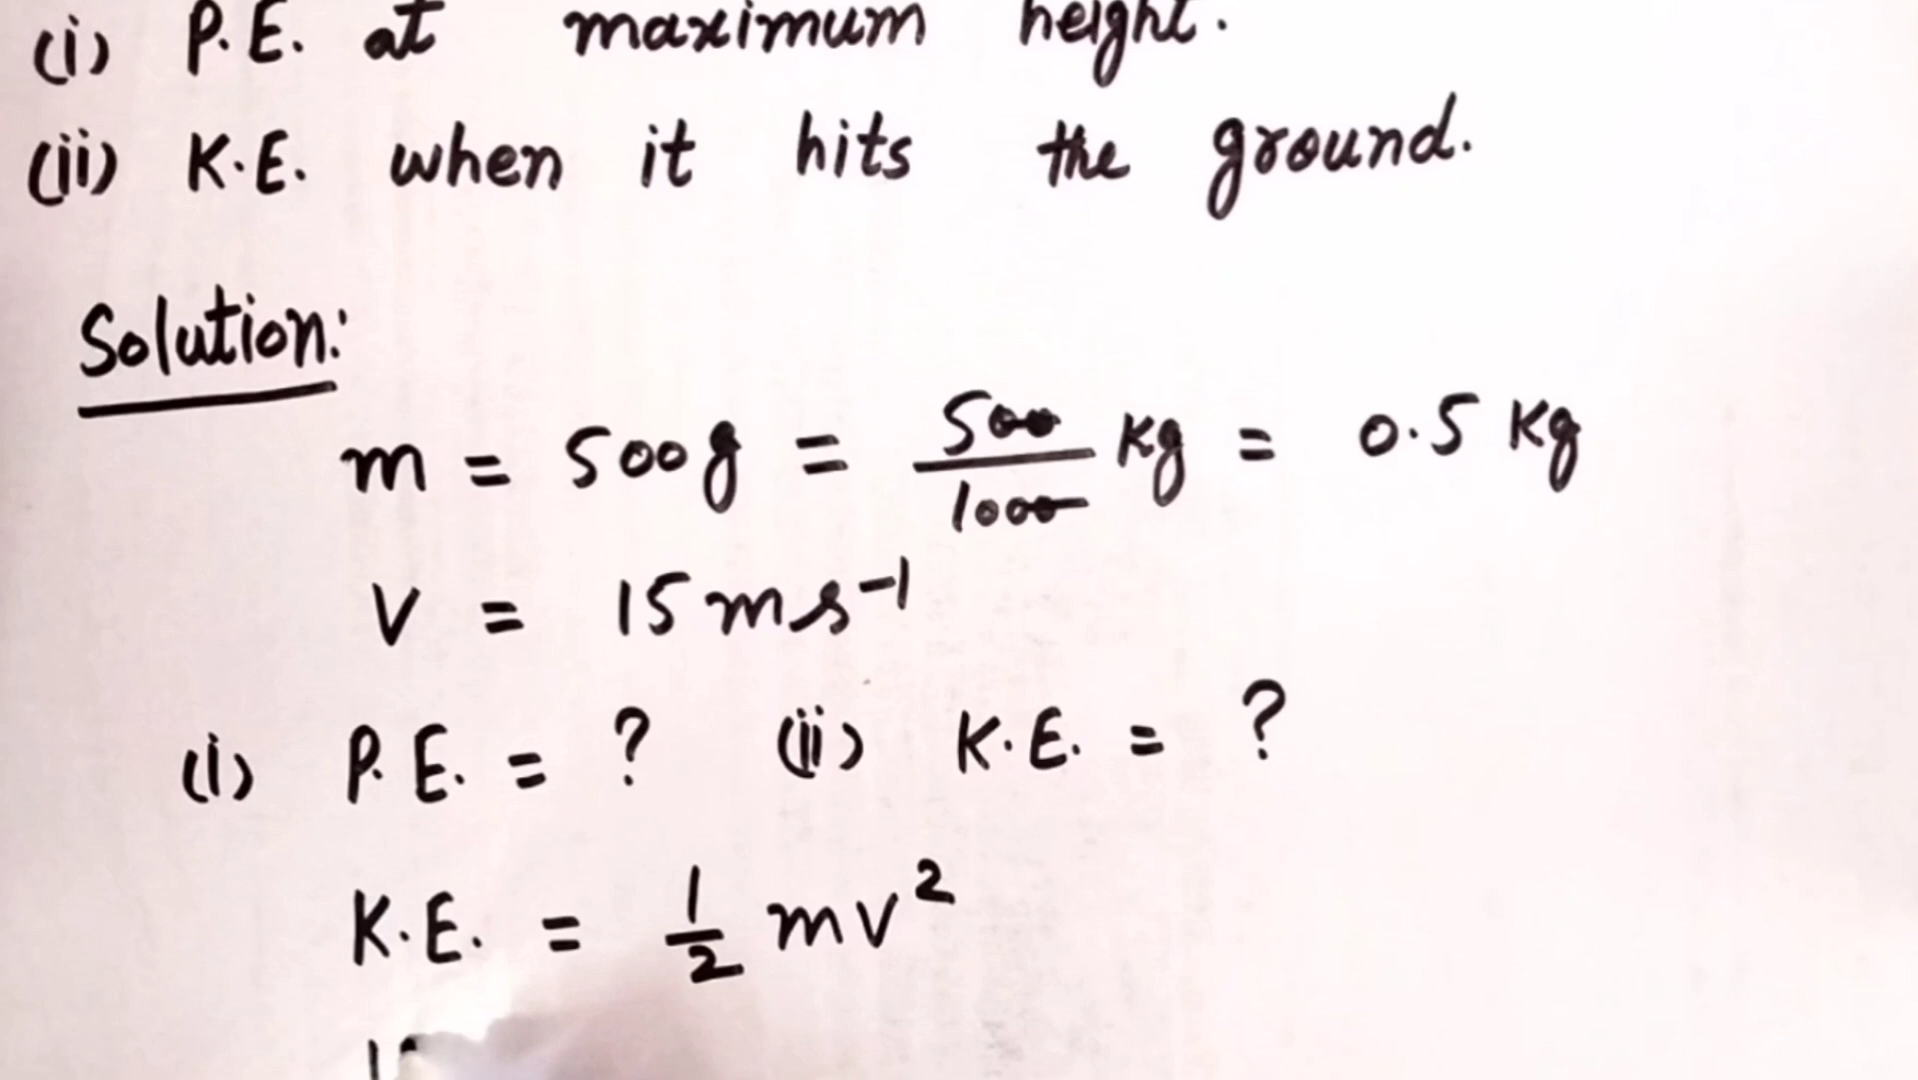 (i) P.E. at maximum height.
(ii) K.E. when it hits the ground.
Solution:
m = 500g = 500/1000 kg = 0.5 kg
v = 15 ms⁻¹
(i) P.E. = ? (ii) K.E. = ?
K.E. = 1/2 mv²